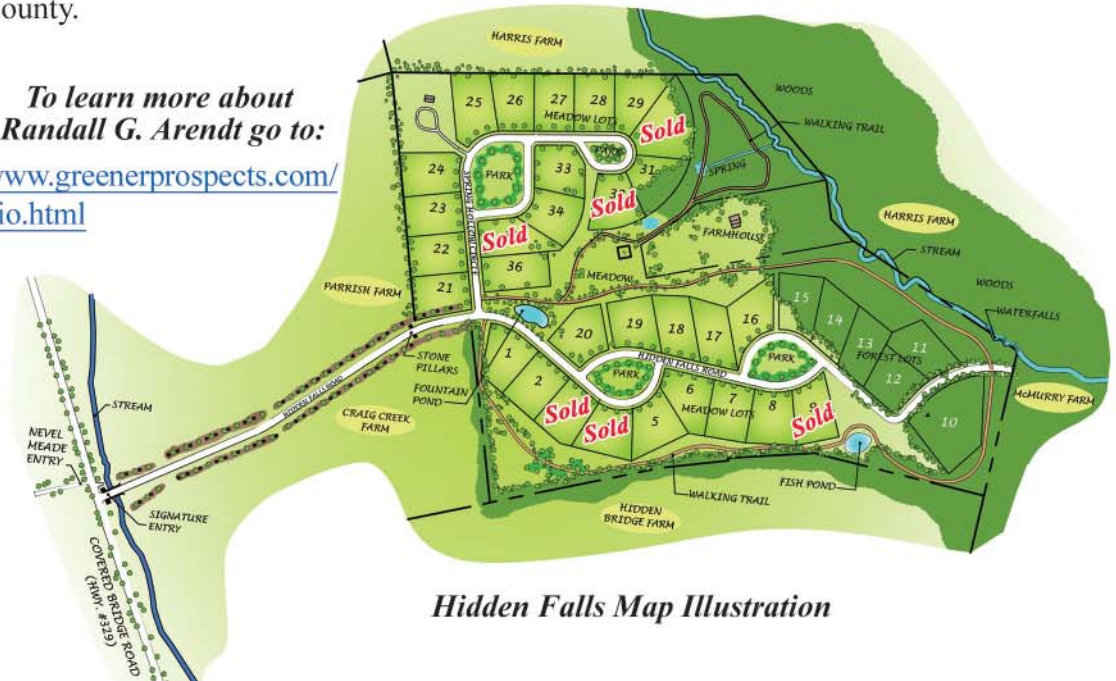 ounty.
To learn more about
Randall G. Arendt go to:
www.greenerprospects.com/
io.html
HARRIS FARM
WOODS
WALKING TRAIL
25
26
27
28
29
MEADOW LOTS
Sold
PARK
PARK
SPRING
24
33
31
23
34
Sold
HARRIS FARM
SPRING HOLLOW CIRCLE
FARMHOUSE
22
Sold
STREAM
36
MEADOW
WOODS
PARRISH FARM
21
15
14
WATERFALLS
20
19
18
17
16
13
11
FOREST LOTS
1
STONE
PILLARS
HIDDEN FALLS ROAD
PARK
12
2
PARK
FOUNTAIN
POND
6
7
8
McMURRY FARM
MEADOW LOTS
HIDDEN FALLS ROAD
CRAIG CREEK
FARM
Sold
Sold
5
Sold
10
STREAM
NEVEL
MEADE
ENTRY
FISH POND
WALKING TRAIL
SIGNATURE
ENTRY
HIDDEN
BRIDGE FARM
COVERED BRIDGE ROAD
(HWY. #329)
Hidden Falls Map Illustration